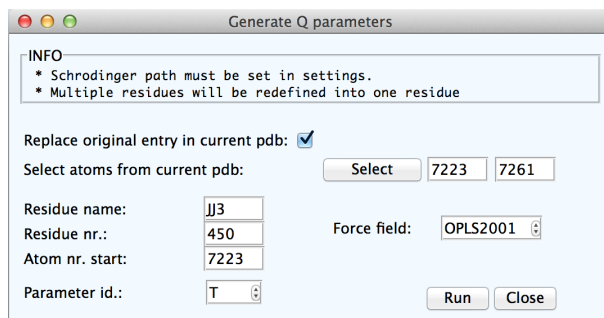 Generate Q parameters
INFO
* Schrodinger path must be set in settings.
* Multiple residues will be redefined into one residue
Replace original entry in current pdb:
Select atoms from current pdb: Select 7223 7261
Residue name: JJ3
Residue nr.: 450 Force field: OPLS2001
Atom nr. start: 7223
Parameter id.: T Run Close